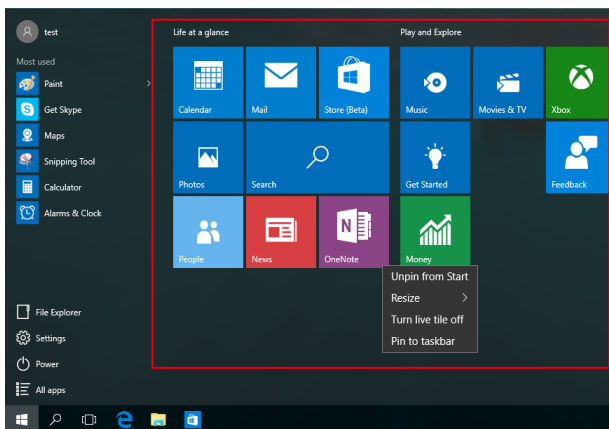 test
Most used
Paint
Get Skype
Maps
Snipping Tool
Calculator
Alarms & Clock
File Explorer
Settings
Power
All apps
Life at a glance
Calendar
Mail
Store (Beta)
Photos
Search
People
News
N
OneNote
Play and Explore
Music
Movies & TV
Xbox
Get Started
Feedback
Money
Unpin from Start
Resize
Turn live tile off
Pin to taskbar